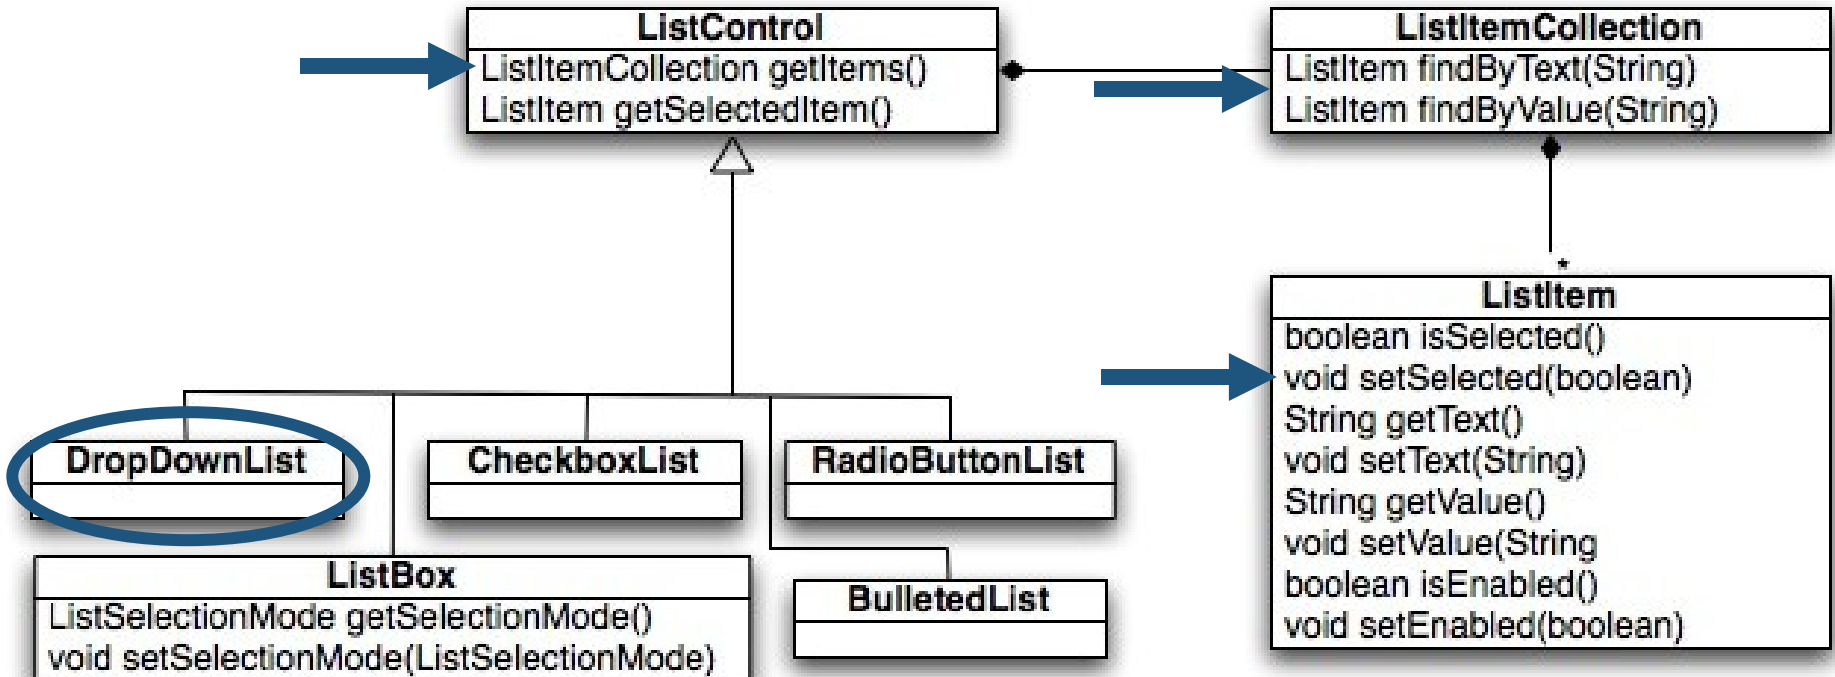 ListControl
ListItemCollection getItems()
ListItem getSelectedItem()
ListItemCollection
ListItem findByText(String)
ListItem findByValue(String)
*
ListItem
boolean isSelected()
void setSelected(boolean)
String getText()
void setText(String)
String getValue()
void setValue(String
boolean isEnabled()
void setEnabled(boolean)
DropDownList
CheckboxList
RadioButtonList
ListBox
ListSelectionMode getSelectionMode()
void setSelectionMode(ListSelectionMode)
BulletedList